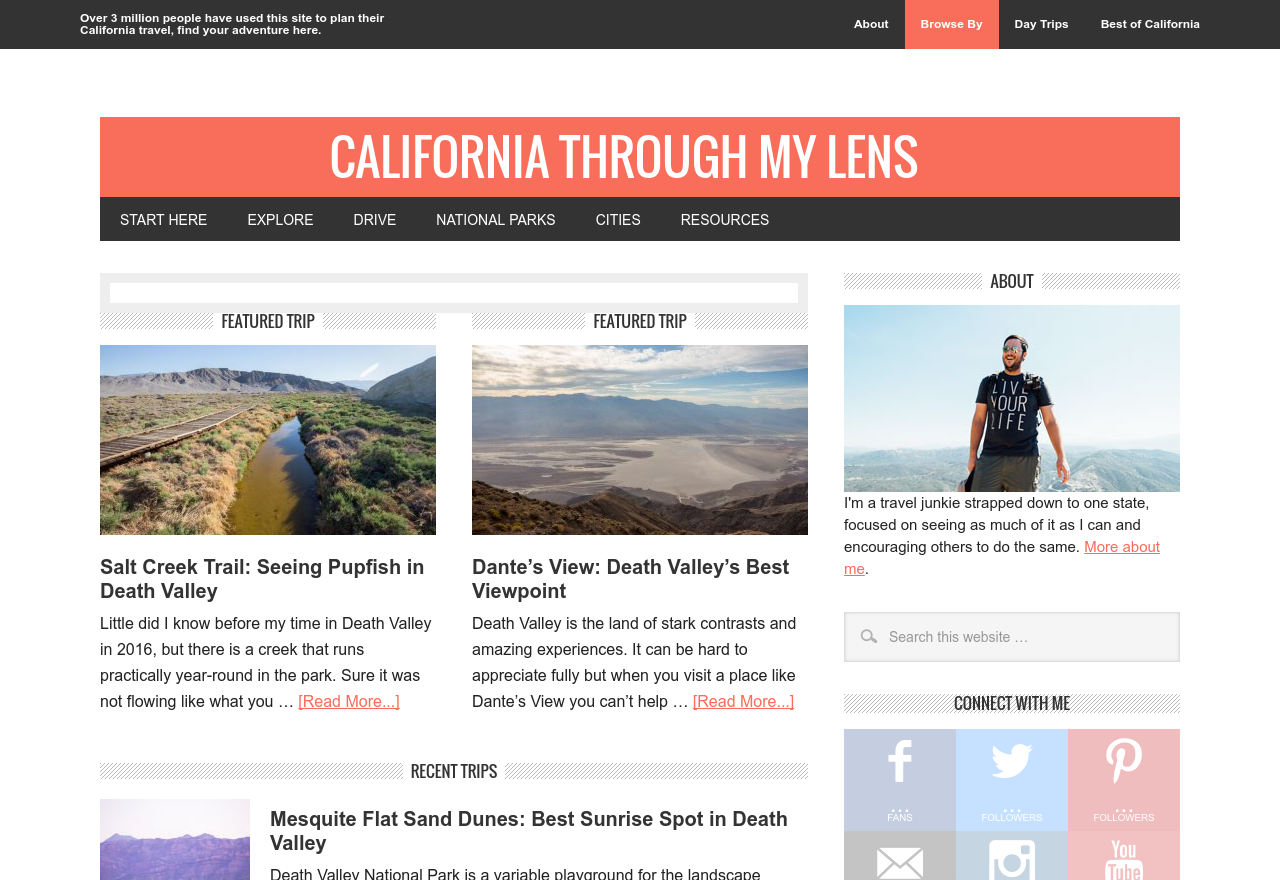 Over 3 million people have used this site to plan their
California travel, find your adventure here.
About
Browse By
Day Trips
Best of California
CALIFORNIA THROUGH MY LENS
START HERE
EXPLORE
DRIVE
NATIONAL PARKS
CITIES
RESOURCES
FEATURED TRIP
Salt Creek Trail: Seeing Pupfish in
Death Valley
Little did I know before my time in Death Valley
in 2016, but there is a creek that runs
practically year-round in the park. Sure it was
not flowing like what you … [Read More...]
FEATURED TRIP
Dante’s View: Death Valley’s Best
Viewpoint
Death Valley is the land of stark contrasts and
amazing experiences. It can be hard to
appreciate fully but when you visit a place like
Dante’s View you can’t help … [Read More...]
RECENT TRIPS
Mesquite Flat Sand Dunes: Best Sunrise Spot in Death
Valley
Death Valley National Park is a variable playground for the landscape
ABOUT
LIVE
YOUR
LIFE
I'm a travel junkie strapped down to one state,
focused on seeing as much of it as I can and
encouraging others to do the same. More about
me.
Search this website …
CONNECT WITH ME
...
FANS
...
FOLLOWERS
...
FOLLOWERS
You
Tube